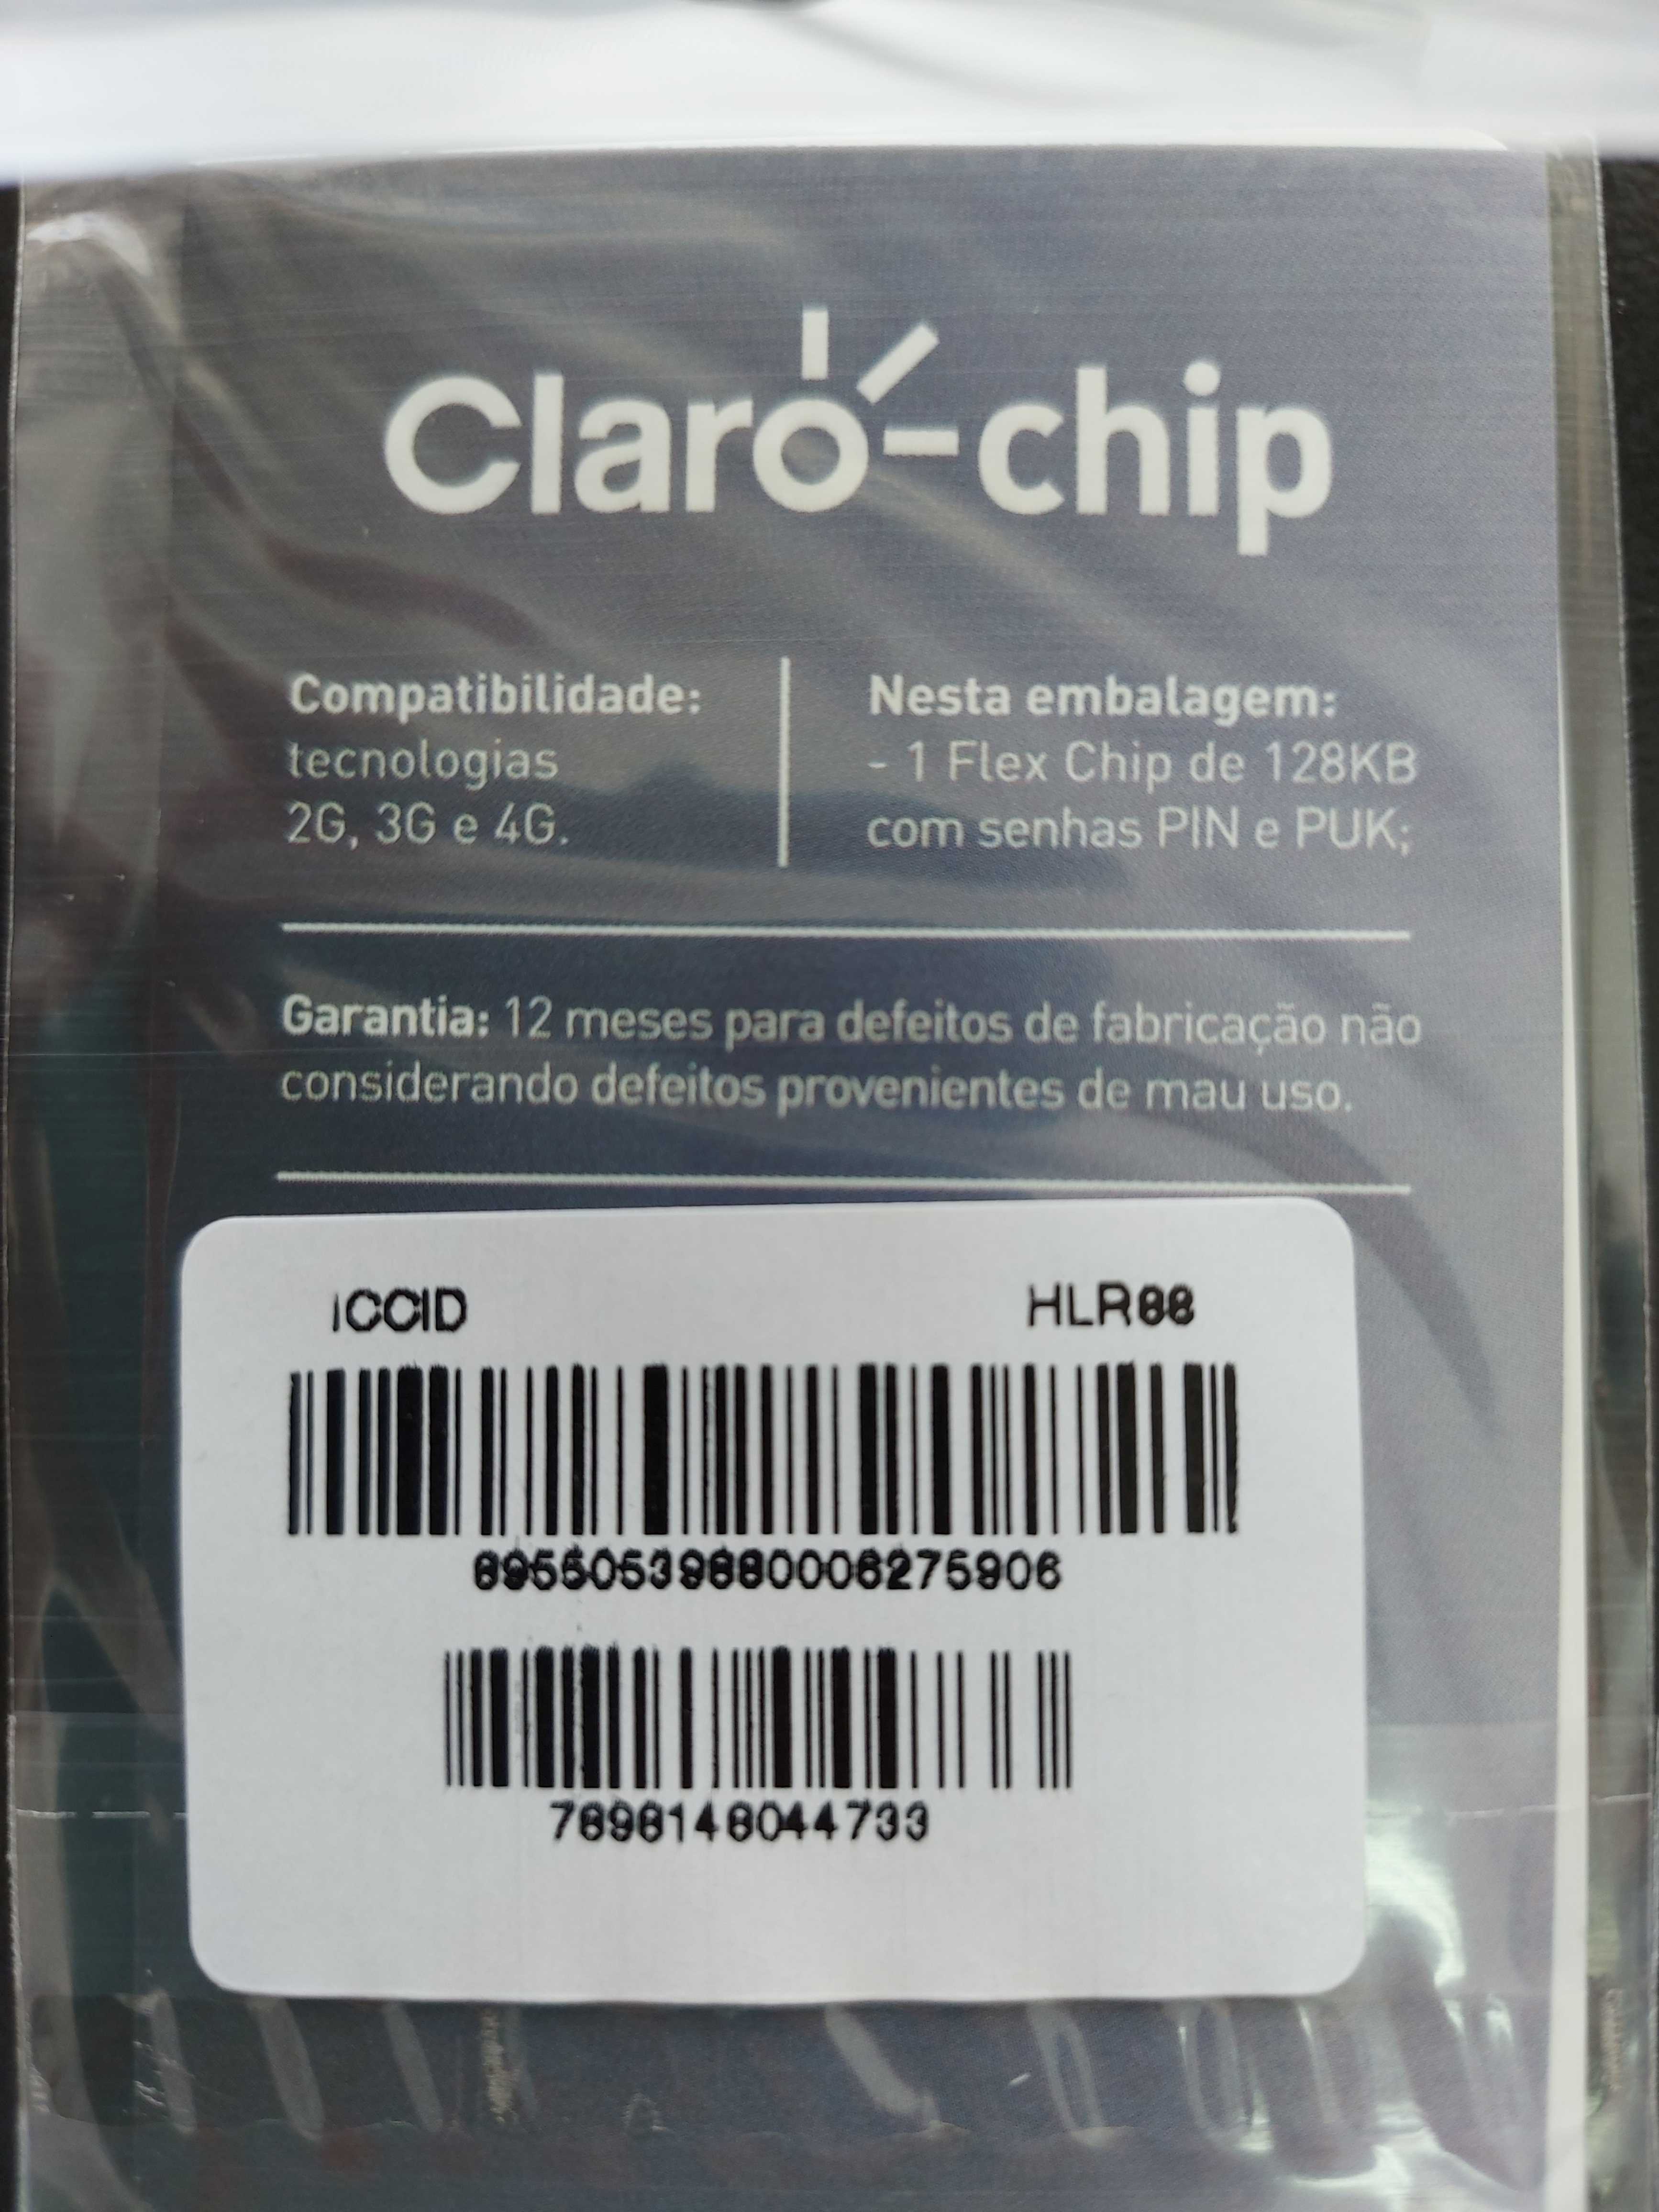 Claro-chip
Compatibilidade:
tecnologias
2G, 3G e 4G.
Nesta embalagem:
- 1 Flex Chip de 128KB
com senhas PIN e PUK;
Garantia: 12 meses para defeitos de fabricação não
considerando defeitos provenientes de mau uso.
ICCID
HLR88
89550539880006275906
7898148044733